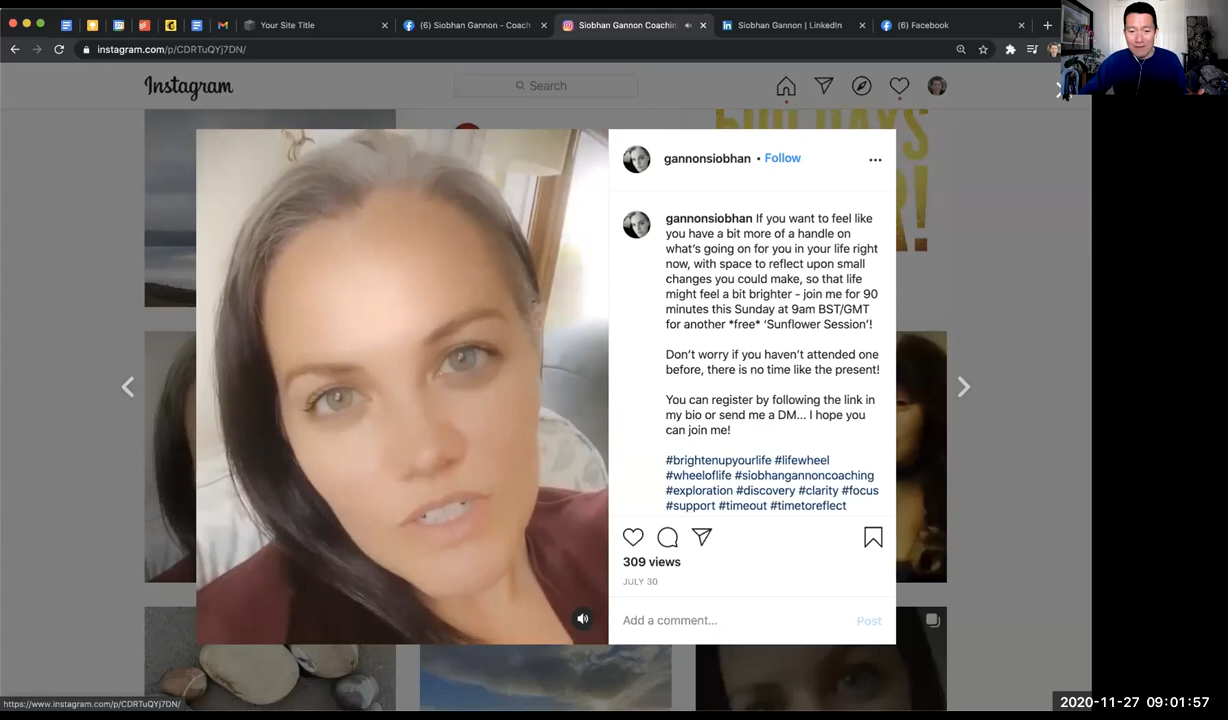 Your Site Title
(6) Siobhan Gannon - Coach
Siobhan Gannon Coachin
Siobhan Gannon | LinkedIn
(6) Facebook
instagram.com/p/CDRTuQYj7DN/
Instagram
Search
gannonsiobhan • Follow
gannonsiobhan If you want to feel like
you have a bit more of a handle on
what's going on for you in your life right
now, with space to reflect upon small
changes you could make, so that life
might feel a bit brighter - join me for 90
minutes this Sunday at 9am BST/GMT
for another *free* ‘Sunflower Session’!
Don't worry if you haven't attended one
before, there is no time like the present!
You can register by following the link in
my bio or send me a DM... I hope you
can join me!
#brightenupyourlife #lifewheel
#wheeloflife #siobhangannoncoaching
#exploration #discovery #clarity #focus
#support #timeout #timetoreflect
309 views
JULY 30
Add a comment...
Post
https://www.instagram.com/p/CDRTuQYj7DN/
2020-11-27 09:01:57